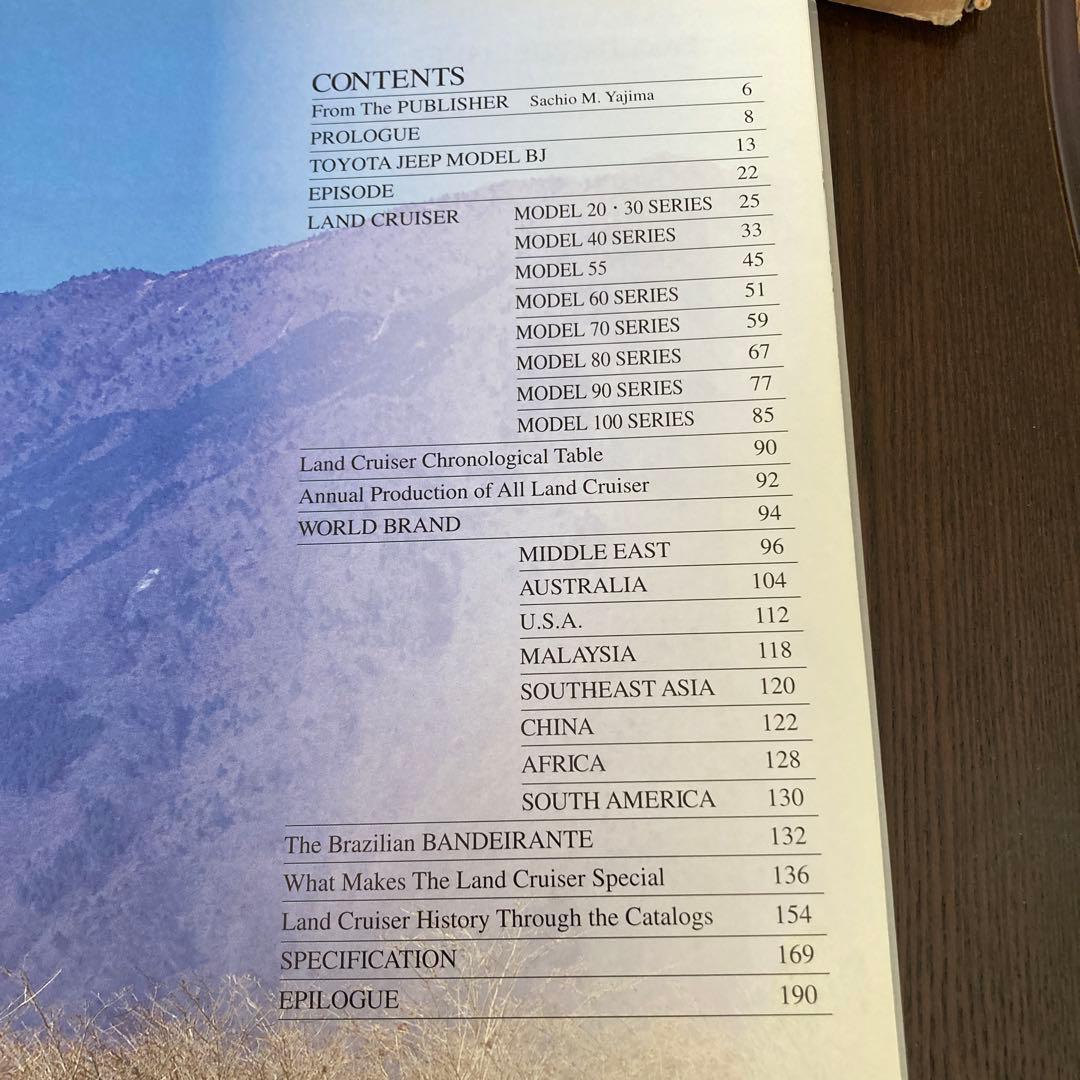 CONTENTS
From The PUBLISHER Sachio M. Yajima 6
PROLOGUE 8
TOYOTA JEEP MODEL BJ 13
EPISODE 22
LAND CRUISER MODEL 20・30 SERIES 25
MODEL 40 SERIES 33
MODEL 55 45
MODEL 60 SERIES 51
MODEL 70 SERIES 59
MODEL 80 SERIES 67
MODEL 90 SERIES 77
MODEL 100 SERIES 85
Land Cruiser Chronological Table 90
Annual Production of All Land Cruiser 92
WORLD BRAND 94
MIDDLE EAST 96
AUSTRALIA 104
U.S.A. 112
MALAYSIA 118
SOUTHEAST ASIA 120
CHINA 122
AFRICA 128
SOUTH AMERICA 130
The Brazilian BANDEIRANTE 132
What Makes The Land Cruiser Special 136
Land Cruiser History Through the Catalogs 154
SPECIFICATION 169
EPILOGUE 190